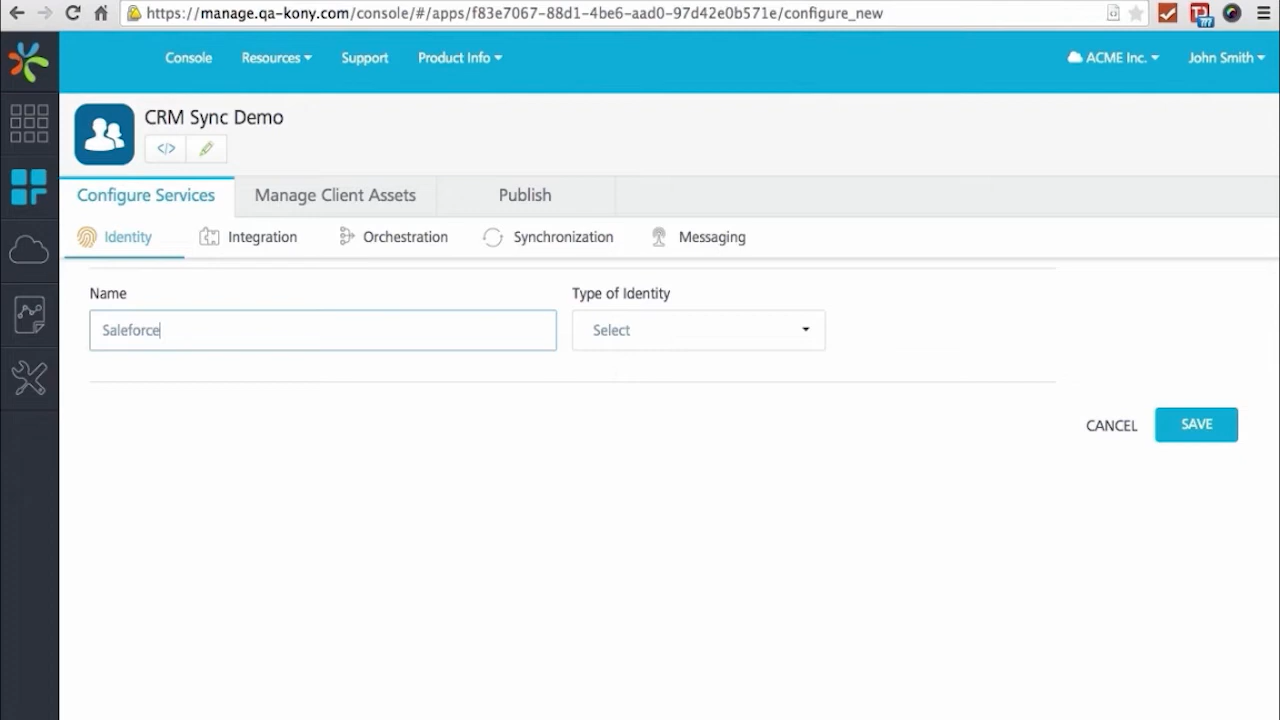 https://manage.qa-kony.com/console/#/apps/f83e7067-88d1-4be6-aad0-97d42e0b571e/configure_new
Console Resources Support Product Info ACME Inc. John Smith
CRM Sync Demo
</>
Configure Services Manage Client Assets Publish
Identity Integration Orchestration Synchronization Messaging
Name Type of Identity
Saleforce Select
CANCEL SAVE